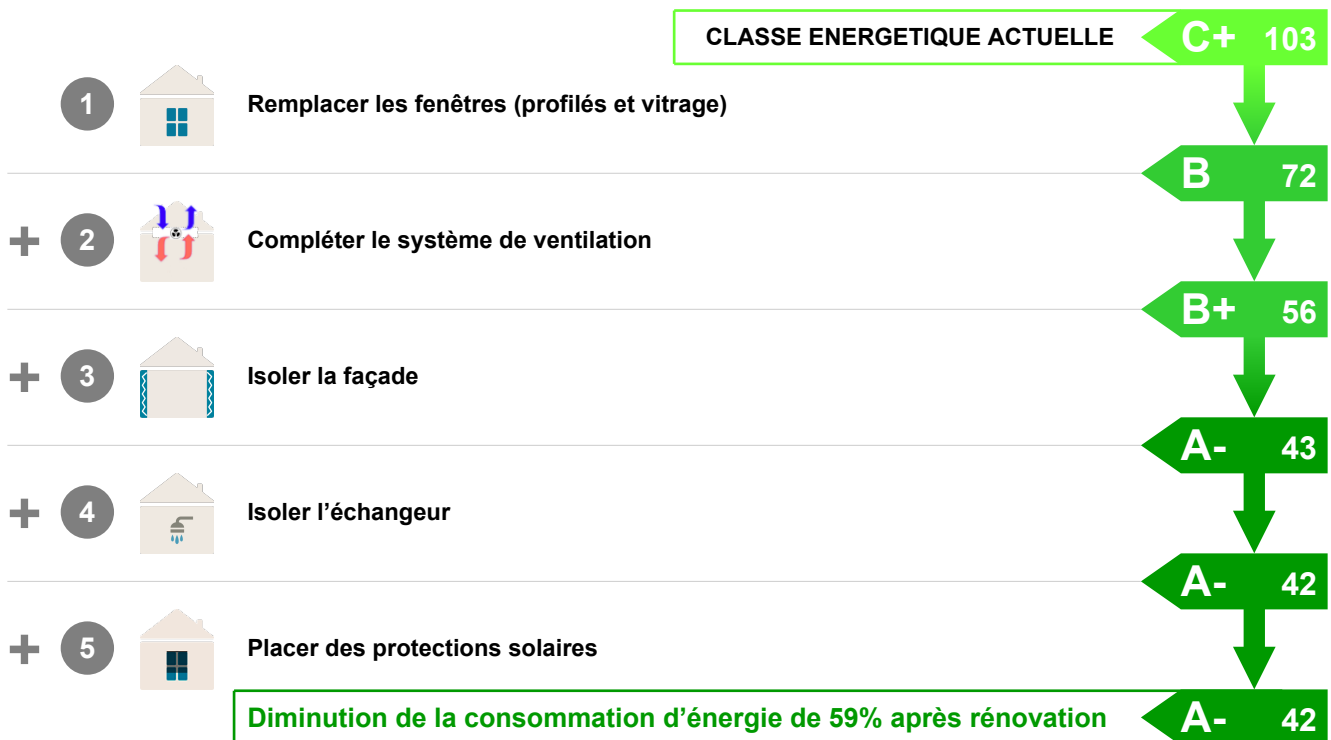 CLASSE ENERGETIQUE ACTUELLE C+ 103
1 Remplacer les fenêtres (profilés et vitrage)
B 72
+ 2 Compléter le système de ventilation
B+ 56
+ 3 Isoler la façade
A- 43
+ 4 Isoler l’échangeur
A- 42
+ 5 Placer des protections solaires
Diminution de la consommation d’énergie de 59% après rénovation A- 42